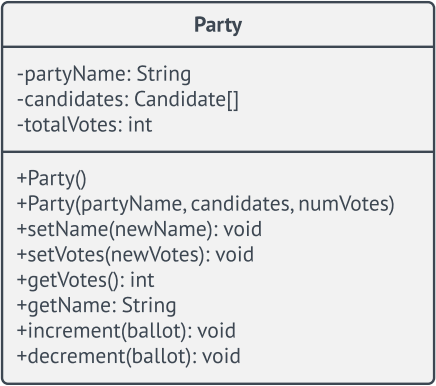 Party
-partyName: String
-candidates: Candidate[]
-totalVotes: int
+Party()
+Party(partyName, candidates, numVotes)
+setName(newName): void
+setVotes(newVotes): void
+getVotes(): int
+getName: String
+increment(ballot): void
+decrement(ballot): void